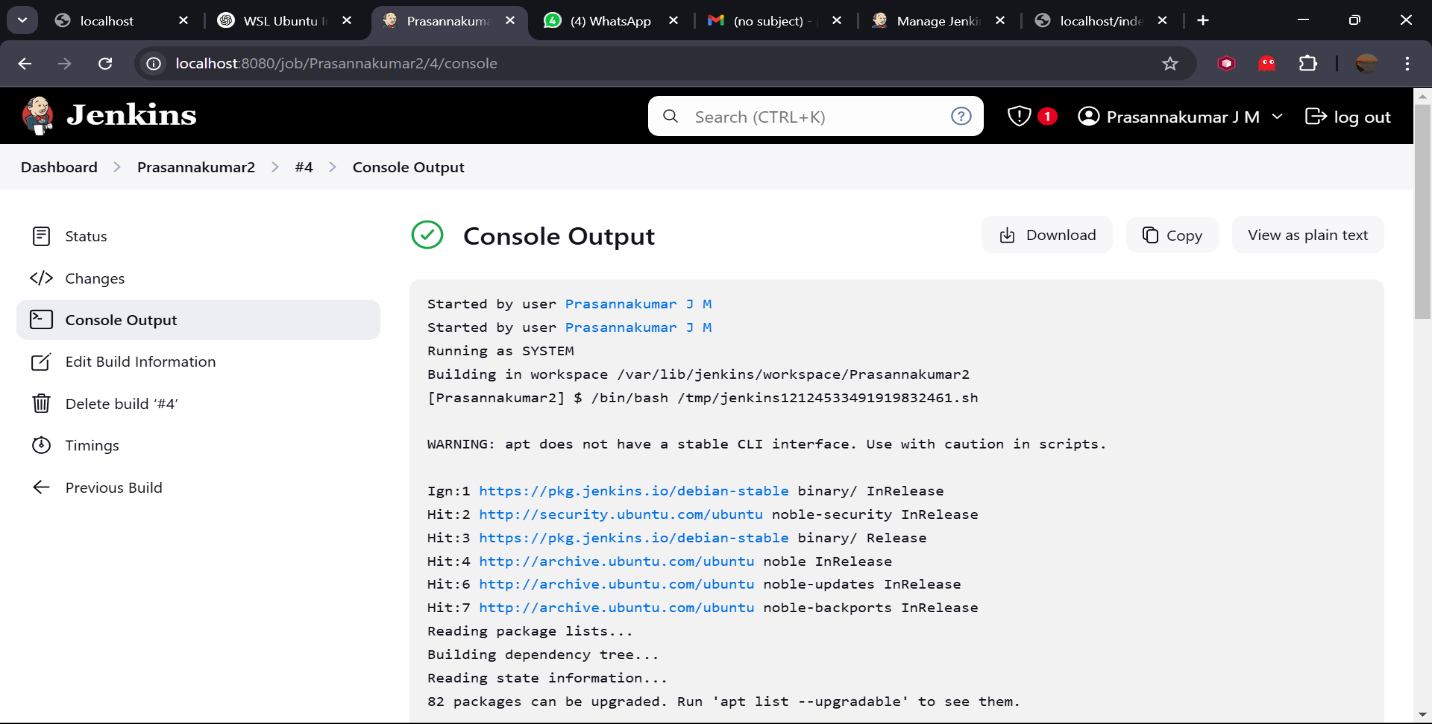 localhost
WSL Ubuntu
Prasannakuma
(4) WhatsApp
(no subject) -
Manage Jenki
localhost/inde
localhost:8080/job/Prasannakumar2/4/console
Jenkins
Search (CTRL+K)
?
1
Prasannakumar J M
log out
Dashboard > Prasannakumar2 > #4 > Console Output
Status
Changes
Console Output
Edit Build Information
Delete build ‘#4’
Timings
Previous Build
Console Output
Download
Copy
View as plain text
Started by user Prasannakumar J M
Started by user Prasannakumar J M
Running as SYSTEM
Building in workspace /var/lib/jenkins/workspace/Prasannakumar2
[Prasannakumar2] $ /bin/bash /tmp/jenkins12124533491919832461.sh
WARNING: apt does not have a stable CLI interface. Use with caution in scripts.
Ign:1 https://pkg.jenkins.io/debian-stable binary/ InRelease
Hit:2 http://security.ubuntu.com/ubuntu noble-security InRelease
Hit:3 https://pkg.jenkins.io/debian-stable binary/ Release
Hit:4 http://archive.ubuntu.com/ubuntu noble InRelease
Hit:6 http://archive.ubuntu.com/ubuntu noble-updates InRelease
Hit:7 http://archive.ubuntu.com/ubuntu noble-backports InRelease
Reading package lists...
Building dependency tree...
Reading state information...
82 packages can be upgraded. Run 'apt list --upgradable' to see them.